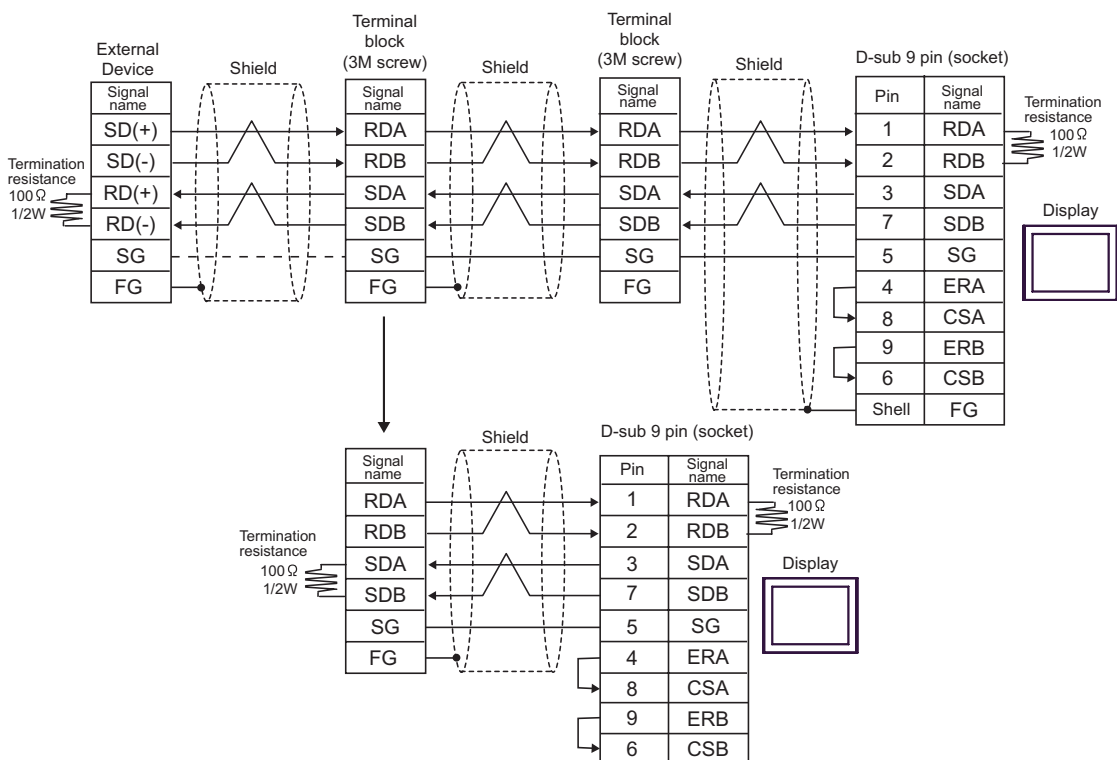 External
Device
Shield
Terminal
block
(3M screw)
Shield
Terminal
block
(3M screw)
Shield
D-sub 9 pin (socket)
Signal
name
Signal
name
Signal
name
Pin
Signal
name
SD(+)
RDA
RDA
1
RDA
SD(-)
RDB
RDB
2
RDB
RD(+)
SDA
SDA
3
SDA
RD(-)
SDB
SDB
7
SDB
SG
SG
SG
5
SG
FG
FG
FG
4
ERA
8
CSA
9
ERB
6
CSB
Shell
FG
Termination
resistance
100Ω
1/2W
Termination
resistance
100Ω
1/2W
Display
Shield
D-sub 9 pin (socket)
Signal
name
Pin
Signal
name
RDA
1
RDA
RDB
2
RDB
SDA
3
SDA
SDB
7
SDB
SG
5
SG
FG
4
ERA
8
CSA
9
ERB
6
CSB
Termination
resistance
100Ω
1/2W
Termination
resistance
100Ω
1/2W
Display